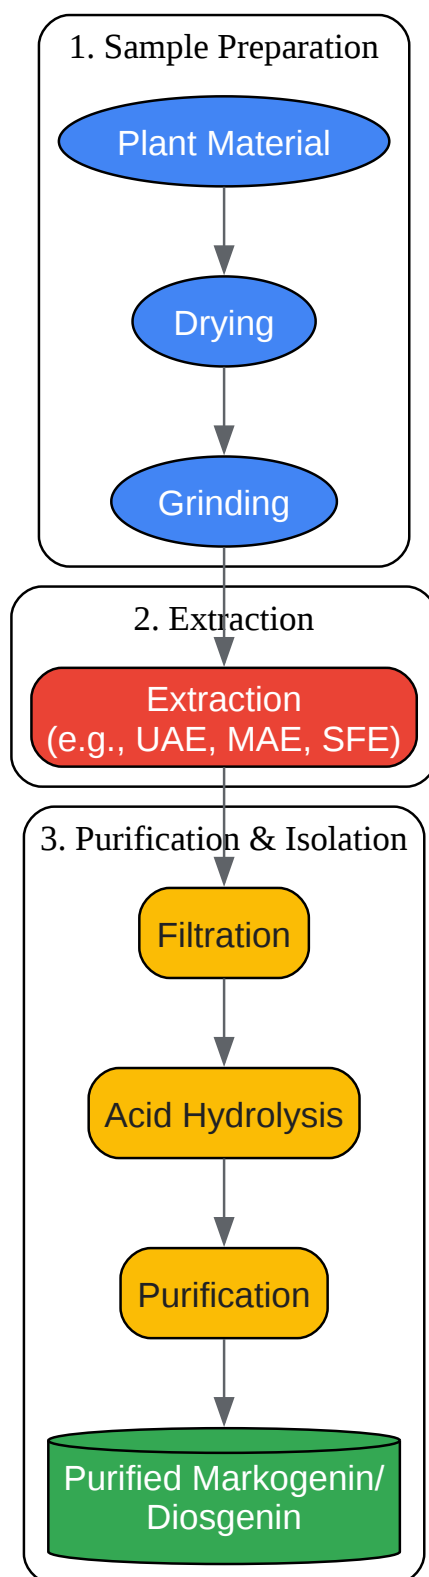 1. Sample Preparation
Plant Material
Drying
Grinding
2. Extraction
Extraction
(e.g., UAE, MAE, SFE)
3. Purification & Isolation
Filtration
Acid Hydrolysis
Purification
Purified Markogenin/
Diosgenin